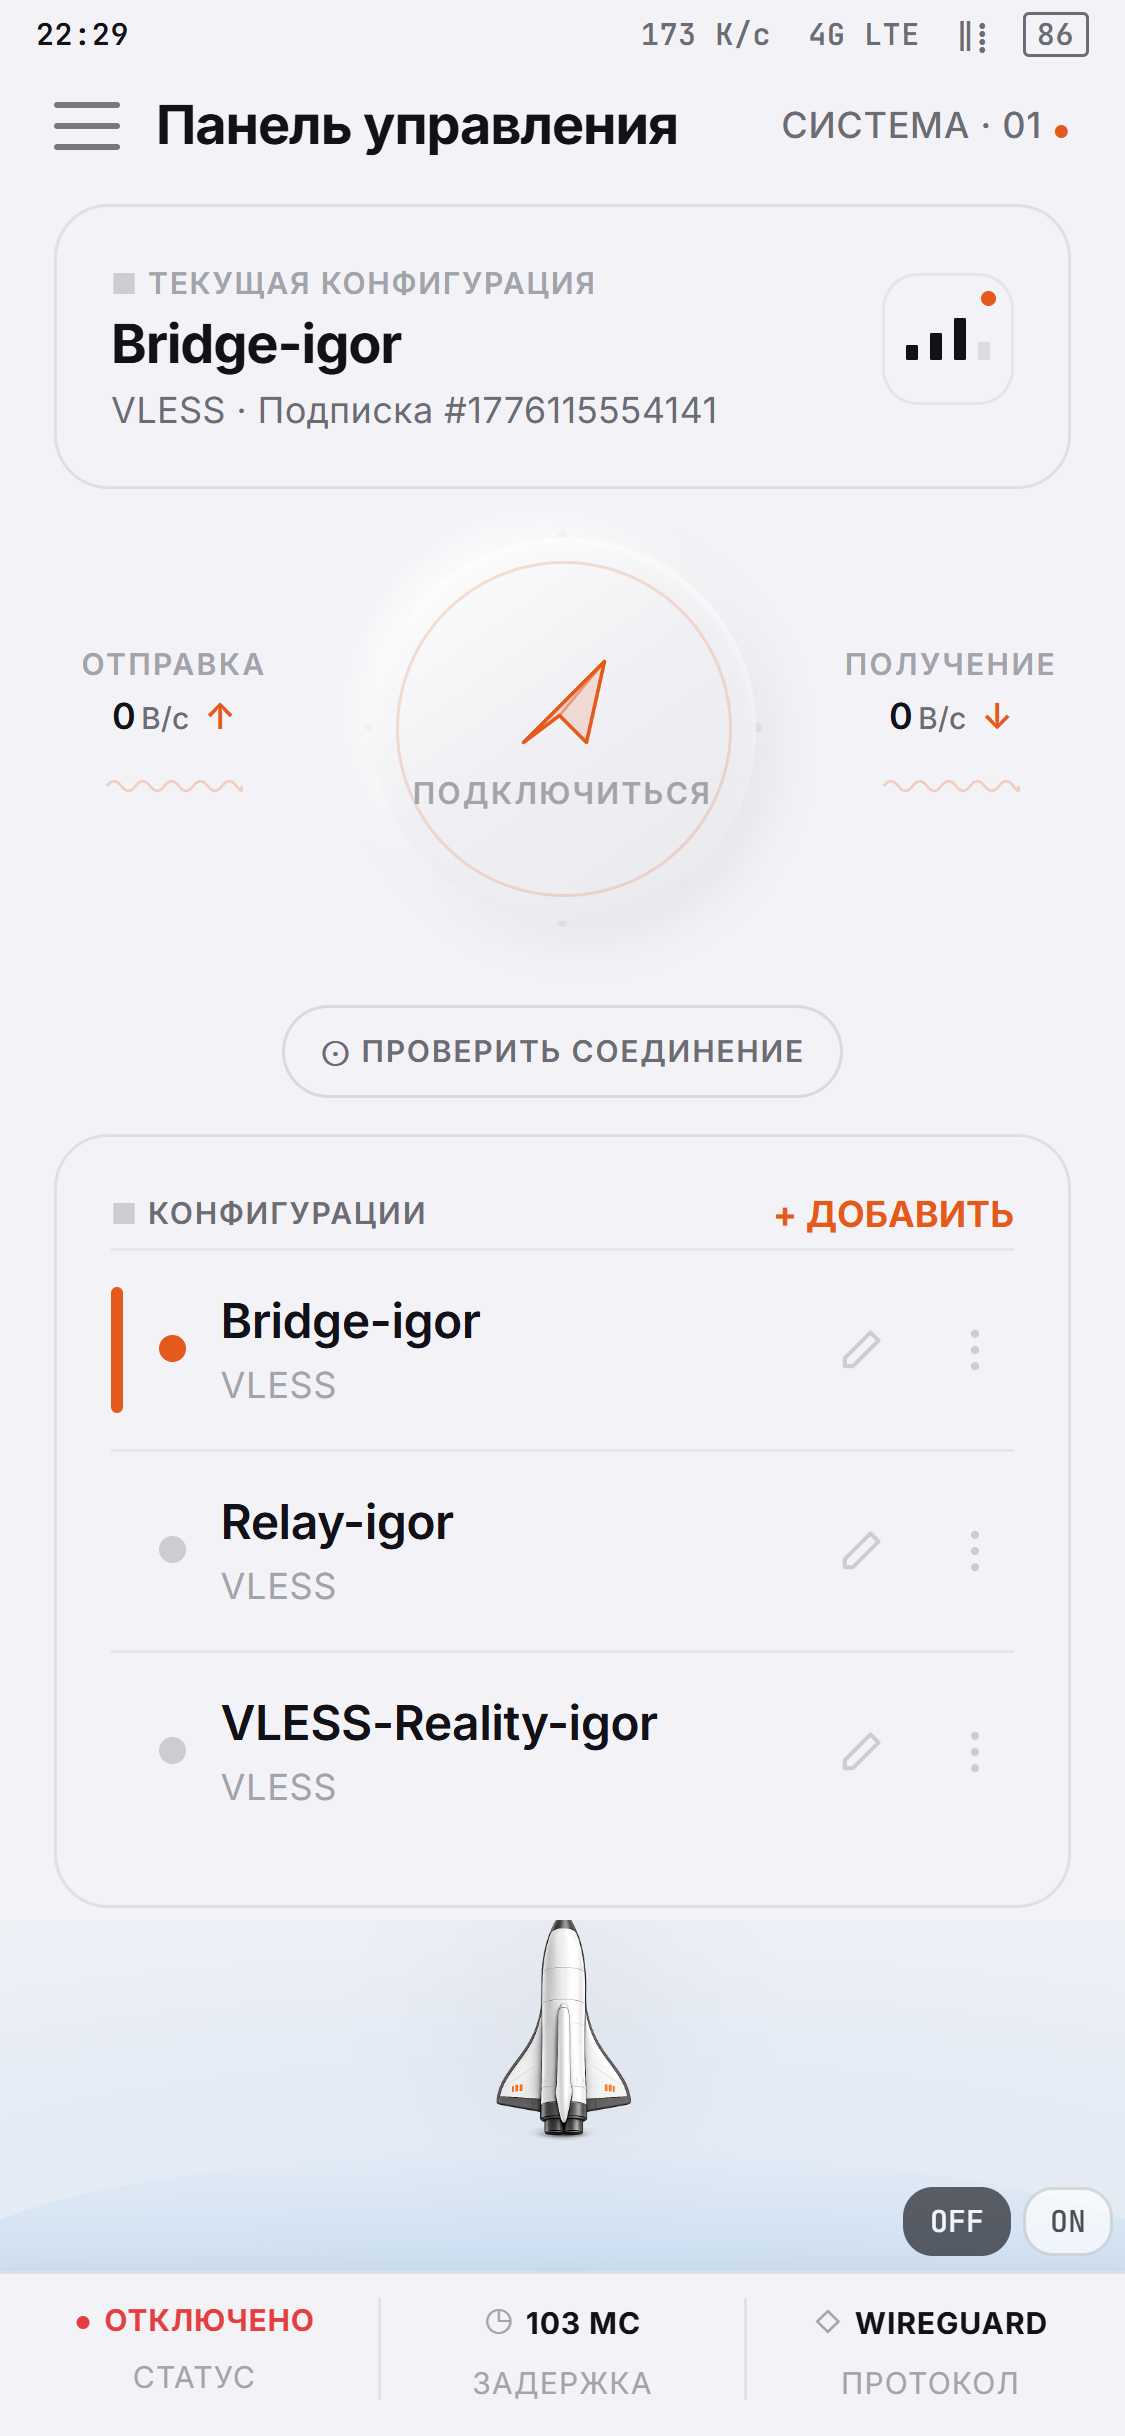 22:29 173 K/c 4G LTE 86
Панель управления СИСТЕМА · 01
ТЕКУЩАЯ КОНФИГУРАЦИЯ
Bridge-igor
VLESS · Подписка #1776115554141
ОТПРАВКА
0 B/c ↑
ПОДКЛЮЧИТЬСЯ
ПОЛУЧЕНИЕ
0 B/c ↓
ПРОВЕРИТЬ СОЕДИНЕНИЕ
КОНФИГУРАЦИИ + ДОБАВИТЬ
Bridge-igor
VLESS
Relay-igor
VLESS
VLESS-Reality-igor
VLESS
OFF ON
ОТКЛЮЧЕНО
СТАТУС
103 МС
ЗАДЕРЖКА
WIREGUARD
ПРОТОКОЛ